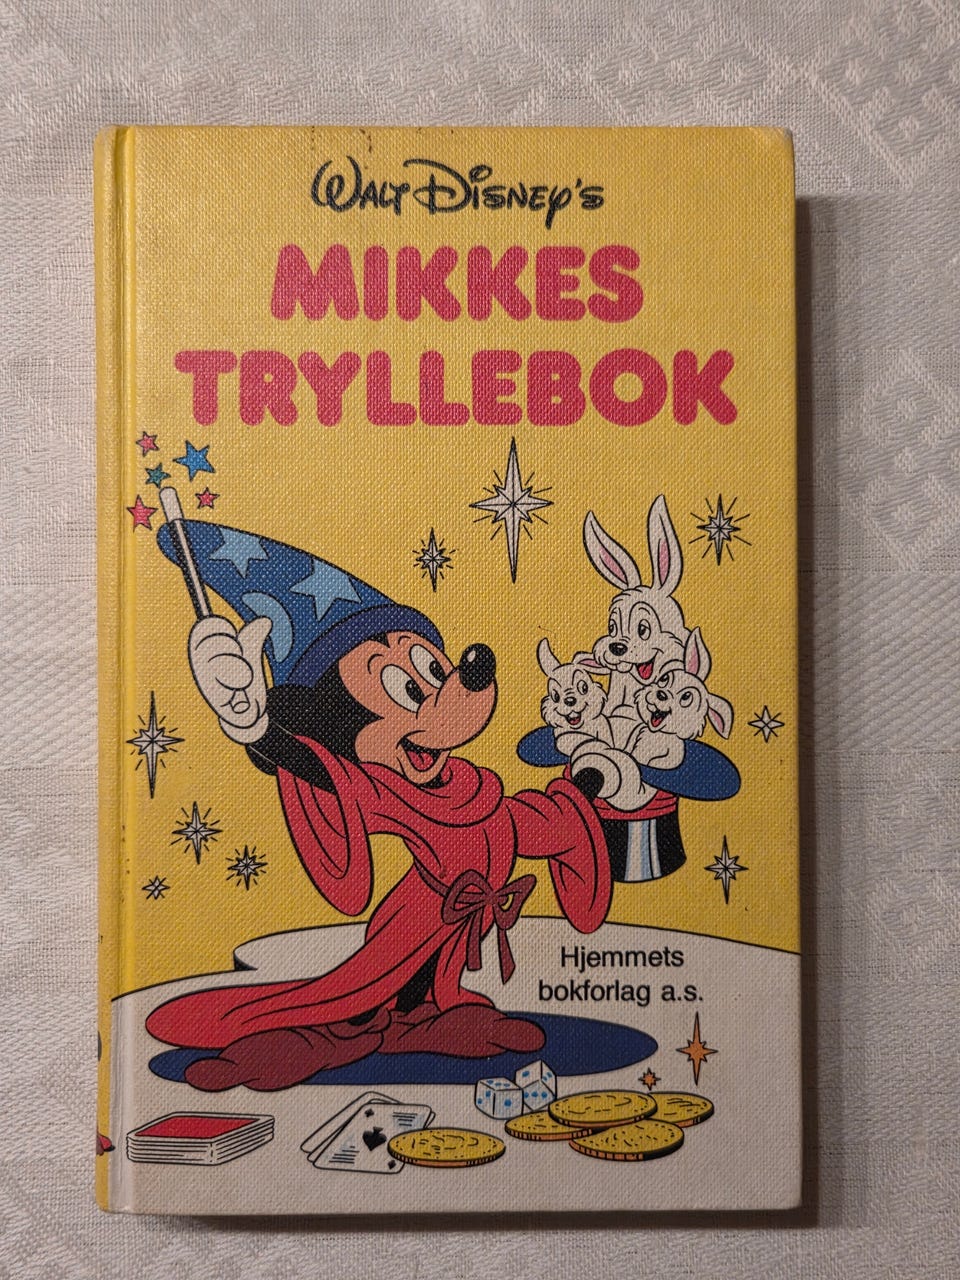 Walt Disney's
MIKKES
TRYLLEBOK
Hjemmets
bokforlag a.s.